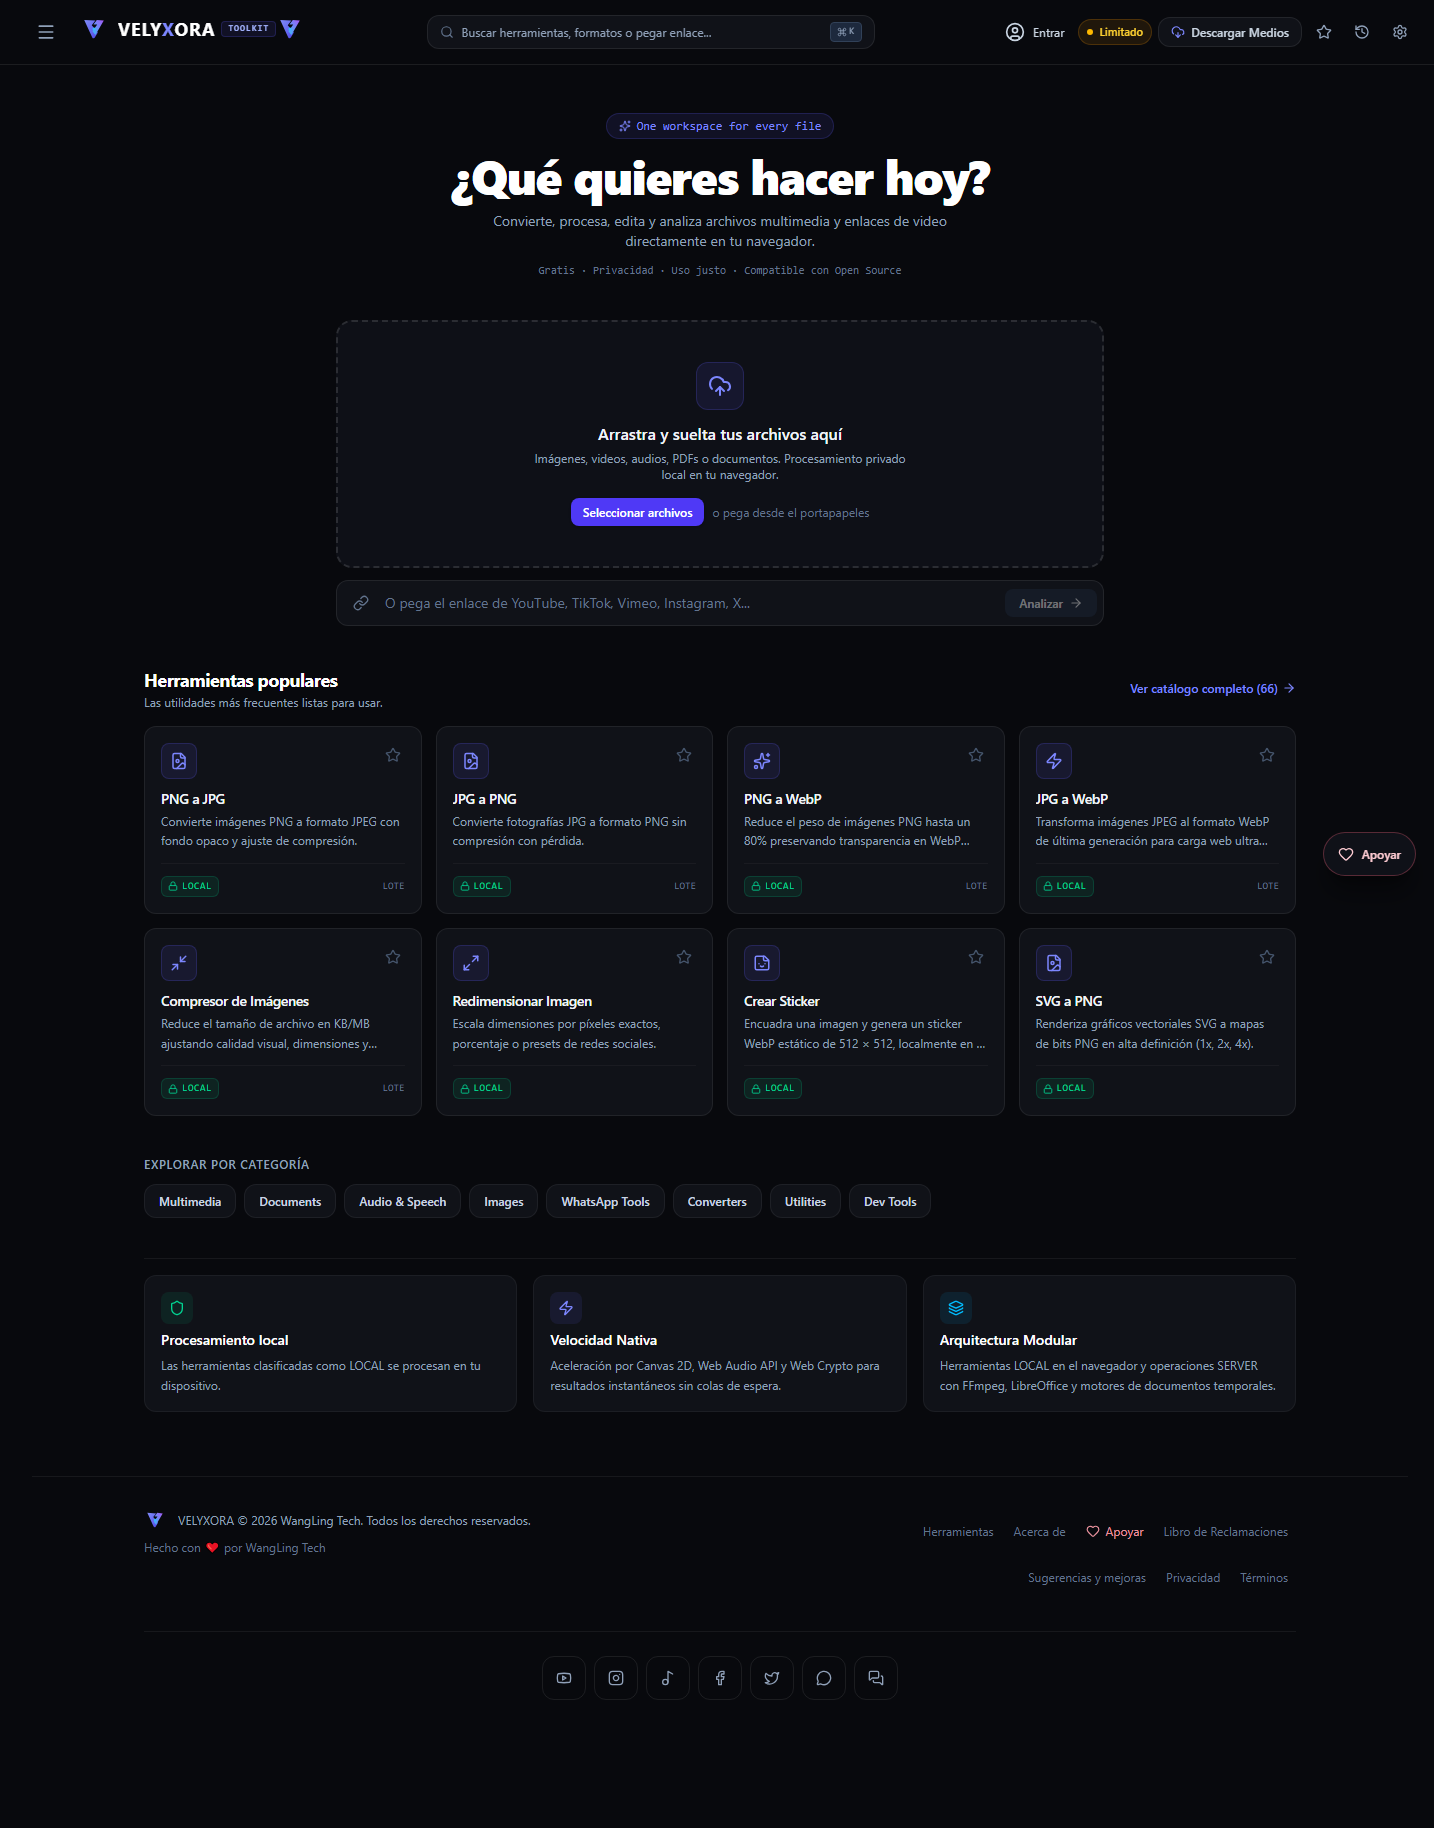 VELYXORA TOOLKIT
Buscar herramientas, formatos o pegar enlace...
⌘ K
Entrar
Limitado
Descargar Medios
One workspace for every file
¿Qué quieres hacer hoy?
Convierte, procesa, edita y analiza archivos multimedia y enlaces de video
directamente en tu navegador.
Gratis · Privacidad · Uso justo · Compatible con Open Source
Arrastra y suelta tus archivos aquí
Imágenes, videos, audios, PDFs o documentos. Procesamiento privado
local en tu navegador.
Seleccionar archivos
o pega desde el portapapeles
O pega el enlace de YouTube, TikTok, Vimeo, Instagram, X...
Analizar
Herramientas populares
Las utilidades más frecuentes listas para usar.
Ver catálogo completo (66)
PNG a JPG
Convierte imágenes PNG a formato JPEG con
fondo opaco y ajuste de compresión.
LOCAL
LOTE
JPG a PNG
Convierte fotografías JPG a formato PNG sin
compresión con pérdida.
LOCAL
LOTE
PNG a WebP
Reduce el peso de imágenes PNG hasta un
80% preservando transparencia en WebP...
LOCAL
LOTE
JPG a WebP
Transforma imágenes JPEG al formato WebP
de última generación para carga web ultra...
LOCAL
LOTE
Apoyar
Compresor de Imágenes
Reduce el tamaño de archivo en KB/MB
ajustando calidad visual, dimensiones y...
LOCAL
LOTE
Redimensionar Imagen
Escala dimensiones por píxeles exactos,
porcentaje o presets de redes sociales.
LOCAL
Crear Sticker
Encuadra una imagen y genera un sticker
WebP estático de 512 × 512, localmente en ...
LOCAL
SVG a PNG
Renderiza gráficos vectoriales SVG a mapas
de bits PNG en alta definición (1x, 2x, 4x).
LOCAL
EXPLORAR POR CATEGORÍA
Multimedia
Documents
Audio & Speech
Images
WhatsApp Tools
Converters
Utilities
Dev Tools
Procesamiento local
Las herramientas clasificadas como LOCAL se procesan en tu
dispositivo.
Velocidad Nativa
Aceleración por Canvas 2D, Web Audio API y Web Crypto para
resultados instantáneos sin colas de espera.
Arquitectura Modular
Herramientas LOCAL en el navegador y operaciones SERVER
con FFmpeg, LibreOffice y motores de documentos temporales.
VELYXORA © 2026 WangLing Tech. Todos los derechos reservados.
Hecho con ❤ por WangLing Tech
Herramientas
Acerca de
Apoyar
Libro de Reclamaciones
Sugerencias y mejoras
Privacidad
Términos